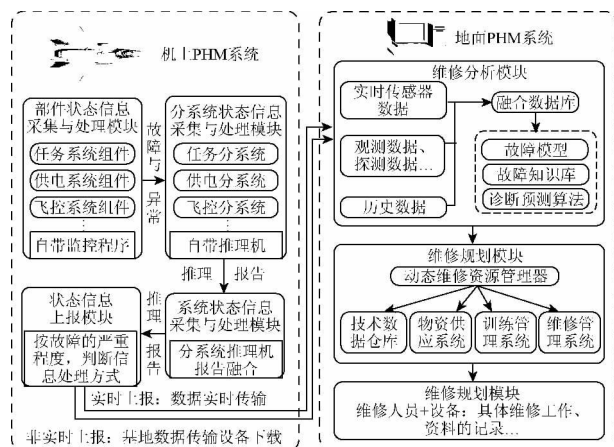 机上PHM系统
部件状态信息
采集与处理模块
任务系统组件
供电系统组件
飞控系统组件
自带监控程序
故障与异常
分系统状态信息
采集与处理模块
任务分系统
供电分系统
飞控分系统
自带推理机
推理 报告
系统状态信息
采集与处理模块
分系统推理机
报告融合
推理
报告
状态信息
上报模块
按故障的严重
程度，判断信
息处理方式
实时上报：数据实时传输
非实时上报：基地数据传输设备下载
地面PHM系统
维修分析模块
实时传感器
数据
观测数据、
探测数据…
历史数据
融合数据库
故障模型
故障知识库
诊断预测算法
维修规划模块
动态维修资源管理器
技术数
据仓库
物资供
应系统
训练管
理系统
维修管
理系统
维修规划模块
维修人员+设备：具体维修工作、
资料的记录…